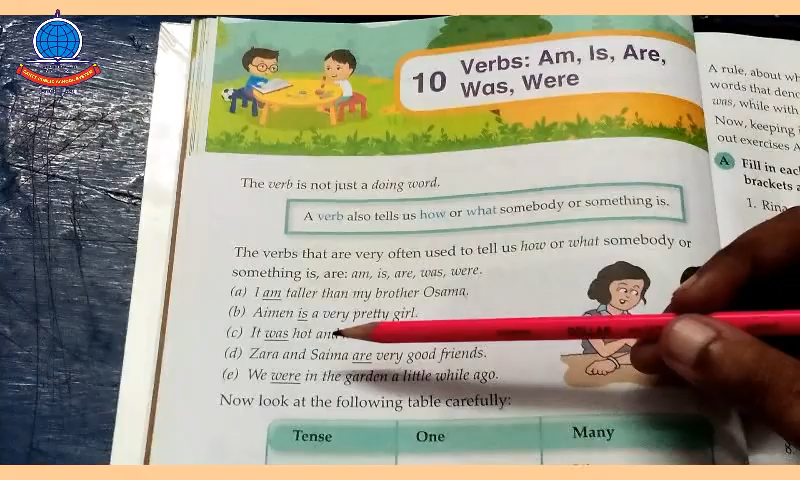 10 Verbs: Am, Is, Are,
Was, Were
The verb is not just a doing word.
A verb also tells us how or what somebody or something is.
The verbs that are very often used to tell us how or what somebody or
something is, are: am, is, are, was, were.
(a) I am taller than my brother Osama.
(b) Aimen is a very pretty girl.
(c) It was hot and
(d) Zara and Saima are very good friends.
(e) We were in the garden a little while ago.
Now look at the following table carefully:
Tense One Many
A rule, about
words that
was, while with
Now, keeping
out exercises A
A Fill in
brackets
1. Rina
DOLLAR
8.